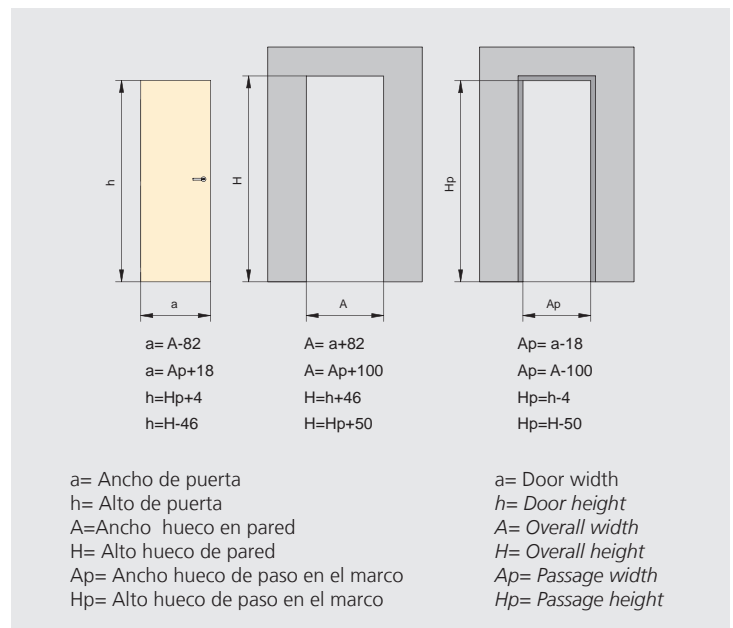 h
H
Hp
a
A
Ap
a= A-82
a= Ap+18
h=Hp+4
h=H-46
A= a+82
A= Ap+100
H=h+46
H=Hp+50
Ap= a-18
Ap= A-100
Hp=h-4
Hp=H-50
a= Ancho de puerta
h= Alto de puerta
A=Ancho  hueco en pared
H= Alto hueco de pared
Ap= Ancho hueco de paso en el marco
Hp= Alto hueco de paso en el marco
a= Door width
h= Door height
A= Overall width
H= Overall height
Ap= Passage width
Hp= Passage height